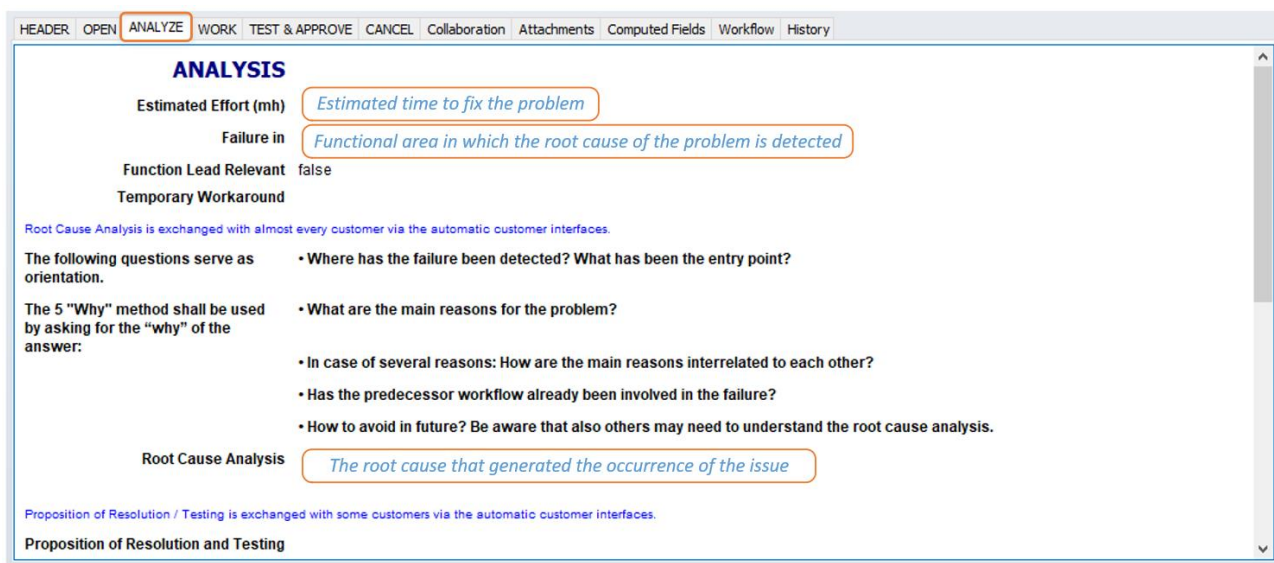 HEADER OPEN ANALYZE WORK TEST & APPROVE CANCEL Collaboration Attachments Computed Fields Workflow History
ANALYSIS
Estimated Effort (mh) Estimated time to fix the problem
Failure in Functional area in which the root cause of the problem is detected
Function Lead Relevant false
Temporary Workaround
Root Cause Analysis is exchanged with almost every customer via the automatic customer interfaces.
The following questions serve as • Where has the failure been detected? What has been the entry point?
orientation.
The 5 "Why" method shall be used • What are the main reasons for the problem?
by asking for the “why” of the
answer:
• In case of several reasons: How are the main reasons interrelated to each other?
• Has the predecessor workflow already been involved in the failure?
• How to avoid in future? Be aware that also others may need to understand the root cause analysis.
Root Cause Analysis The root cause that generated the occurrence of the issue
Proposition of Resolution / Testing is exchanged with some customers via the automatic customer interfaces.
Proposition of Resolution and Testing